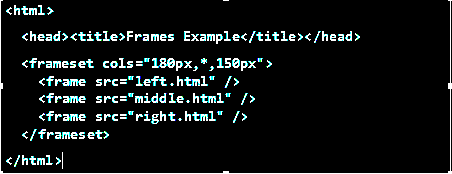 <html>
<head><title>Frames Example</title></head>
<frameset cols="180px,*,150px">
<frame src="left.html" />
<frame src="middle.html" />
<frame src="right.html" />
</frameset>
</html>